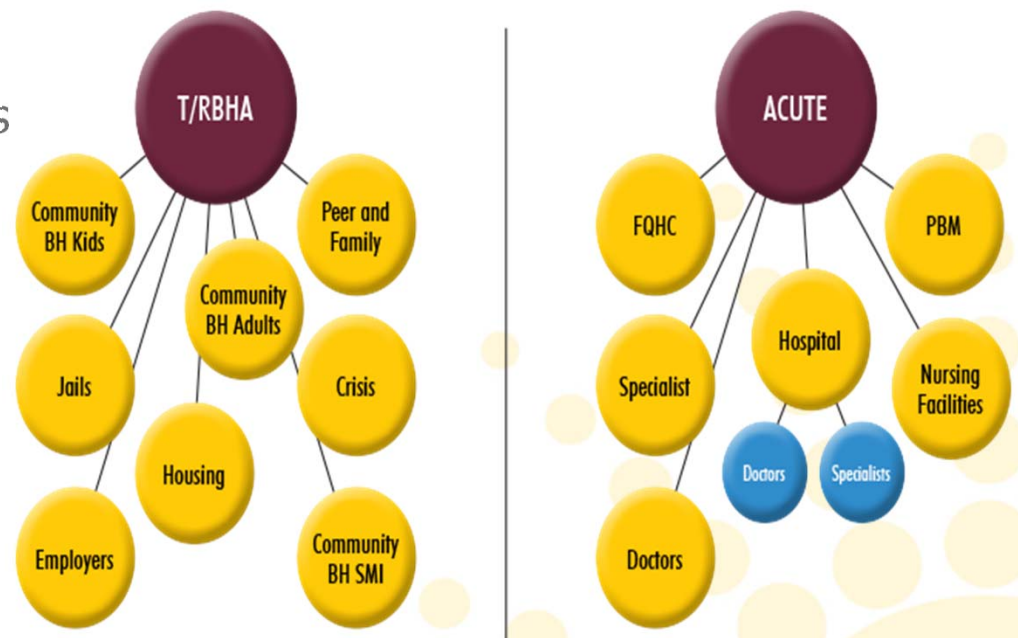 T/RBHA
Community
BH Kids
Peer and
Family
Community
BH Adults
Jails
Crisis
Housing
Employers
Community
BH SMI
ACUTE
FQHC
PBM
Hospital
Specialist
Nursing
Facilities
Doctors
Specialists
Doctors